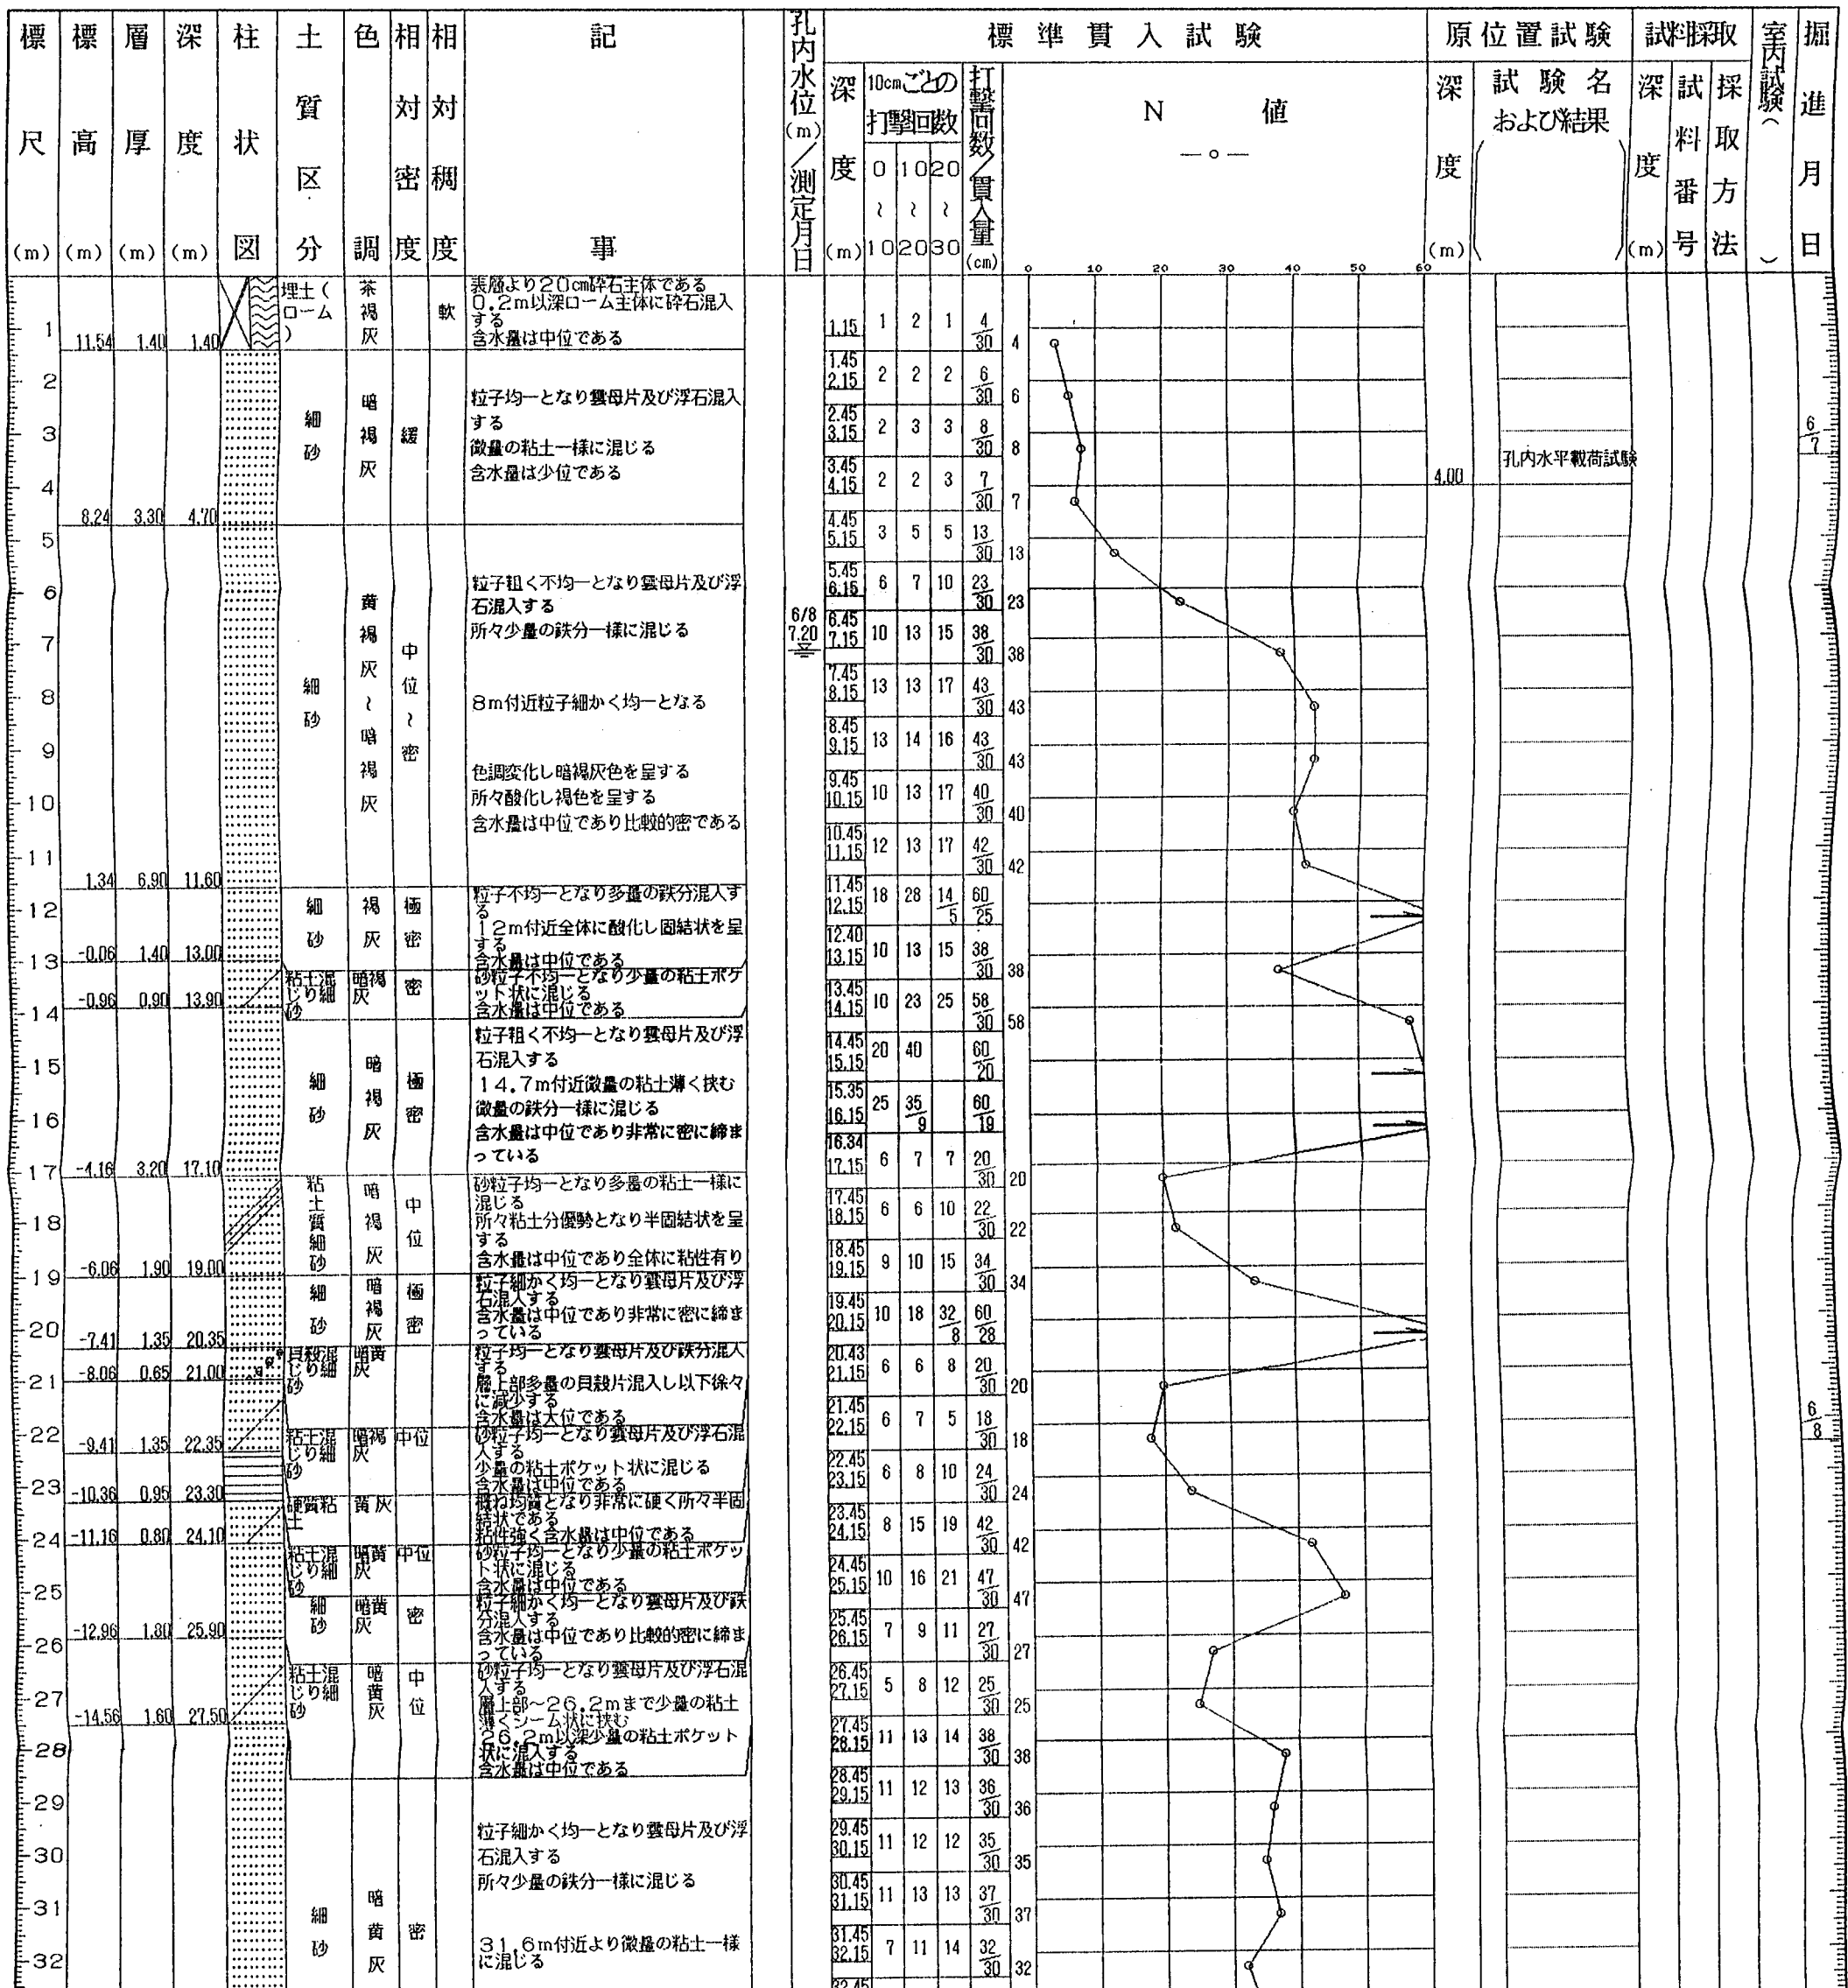 標尺(m) 標高(m) 層厚(m) 深度(m) 柱状図 土質区分 色調 相対密度 相対稠度 記事 孔内水位(m)/測定月日 標準貫入試験 原位置試験 試料採取 室内試験( ) 掘進月日
深度(m) 10cmごとの打撃回数 打撃回数/貫入量(cm) N値 深度(m) 試験名および結果 深度(m) 試料番号 採取方法
0~10 10~20 20~30 —o—
0 10 20 30 40 50 60
1 11.54 1.40 1.40 埋土(ローム) 茶褐灰 軟
表層より20cm砕石主体である
0.2m以深ローム主体に砕石混入
する
含水量は中位である
2
3
4
8.24 3.30 4.70 細砂 暗褐灰 緩
粒子均一となり雲母片及び浮石混入
する
微量の粘土一様に混じる
含水量は少位である
5
6
7
8
9
10
11
1.34 6.90 11.60 細砂 黄褐灰~暗褐灰 中位~密
粒子粗く不均一となり雲母片及び浮
石混入する
所々少量の鉄分一様に混じる
8m付近粒子細かく均一となる
色調変化し暗褐灰色を呈する
所々酸化し褐色を呈する
含水量は中位であり比較的密である
6/8
7.20
12
13 -0.06 1.40 13.00 細砂 褐灰 極密
粒子不均一となり多量の鉄分混入す
る
12m付近全体に酸化し固結状を呈
する
含水量は中位である
14 -0.96 0.90 13.90 粘土混じり細砂 暗褐灰 密
砂粒子不均一となり少量の粘土ポケ
ット状に混じる
含水量は中位である
15
16
17 -4.16 3.20 17.10 細砂 暗褐灰 極密
粒子粗く不均一となり雲母片及び浮
石混入する
14.7m付近微量の粘土薄く挟む
微量の鉄分一様に混じる
含水量は中位であり非常に密に締ま
っている
18
19 -6.06 1.90 19.00 粘土質細砂 暗褐灰 中位
砂粒子均一となり多量の粘土一様に
混じる
所々粘土分優勢となり半固結状を呈
する
含水量は中位であり全体に粘性有り
20 -7.41 1.35 20.35 細砂 暗褐灰 極密
粒子細かく均一となり雲母片及び浮
石混入する
含水量は中位であり非常に密に締ま
っている
21 -8.06 0.65 21.00 貝殻混じり細砂 暗黄灰
粒子均一となり雲母片及び鉄分混入
する
層上部多量の貝殻片混入し以下徐々
に減少する
含水量は大位である
22 -9.41 1.35 22.35 粘土混じり細砂 暗褐灰 中位
砂粒子均一となり雲母片及び浮石混
入する
少量の粘土ポケット状に混じる
含水量は中位である
23 -10.36 0.95 23.30 硬質粘土 黄灰
概ね均質となり非常に硬く所々半固
結状である
粘性強く含水量は中位である
24 -11.16 0.80 24.10 粘土混じり細砂 暗黄灰 中位
砂粒子均一となり少量の粘土ポケッ
ト状に混じる
含水量は中位である
25
26 -12.96 1.80 25.90 細砂 暗黄灰 密
粒子細かく均一となり雲母片及び鉄
分混入する
含水量は中位であり比較的密に締ま
っている
27 -14.56 1.60 27.50 粘土混じり細砂 暗黄灰 中位
砂粒子均一となり雲母片及び浮石混
入する
層上部~26.2mまで少量の粘土
薄くシーム状に挟む
26.2m以深少量の粘土ポケット
状に混入する
含水量は中位である
28
29
30
31
32
細砂 暗黄灰 密
粒子細かく均一となり雲母片及び浮
石混入する
所々少量の鉄分一様に混じる
31.6m付近より微量の粘土一様
に混じる
1.15 1.45 1 2 1 4/30 4
2.15 2.45 2 2 2 6/30 6
3.15 3.45 2 3 3 8/30 8
4.15 4.45 2 2 3 7/30 7
5.15 5.45 3 5 5 13/30 13
6.15 6.45 6 7 10 23/30 23
7.15 7.45 10 13 15 38/30 38
8.15 8.45 13 13 17 43/30 43
9.15 9.45 13 14 16 43/30 43
10.15 10.45 10 13 17 40/30 40
11.15 11.45 12 13 17 42/30 42
12.15 12.40 18 28 14/5 60/25
13.15 13.45 10 13 15 38/30 38
14.15 14.45 10 23 25 58/30 58
15.15 15.35 20 40 60/20
16.15 16.34 25 35/9 60/19
17.15 17.45 6 7 7 20/30 20
18.15 18.45 6 6 10 22/30 22
19.15 19.45 9 10 15 34/30 34
20.15 20.43 10 18 32/8 60/28
21.15 21.45 6 6 8 20/30 20
22.15 22.45 6 7 5 18/30 18
23.15 23.45 6 8 10 24/30 24
24.15 24.45 8 15 19 42/30 42
25.15 25.45 10 16 21 47/30 47
26.15 26.45 7 9 11 27/30 27
27.15 27.45 5 8 12 25/30 25
28.15 28.45 11 13 14 38/30 38
29.15 29.45 11 12 13 36/30 36
30.15 30.45 11 12 12 35/30 35
31.15 31.45 11 13 13 37/30 37
32.15 32.45 7 11 14 32/30 32
4.00 孔内水平載荷試験
6/7
6/8